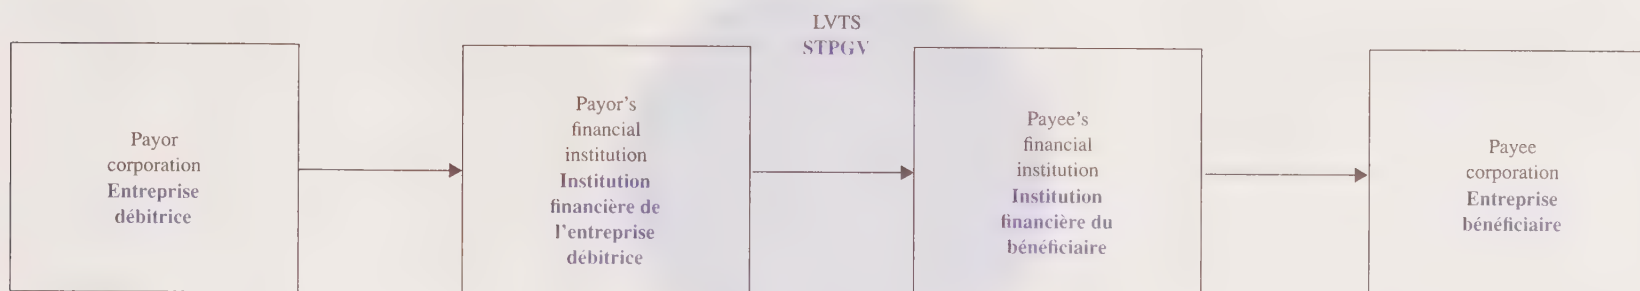 LVTS
STPGV
Payor
corporation
Entreprise
débitrice
Payor's
financial
institution
Institution
financière de
l'entreprise
débitrice
Payee's
financial
institution
Institution
financière du
bénéficiaire
Payee
corporation
Entreprise
bénéficiaire